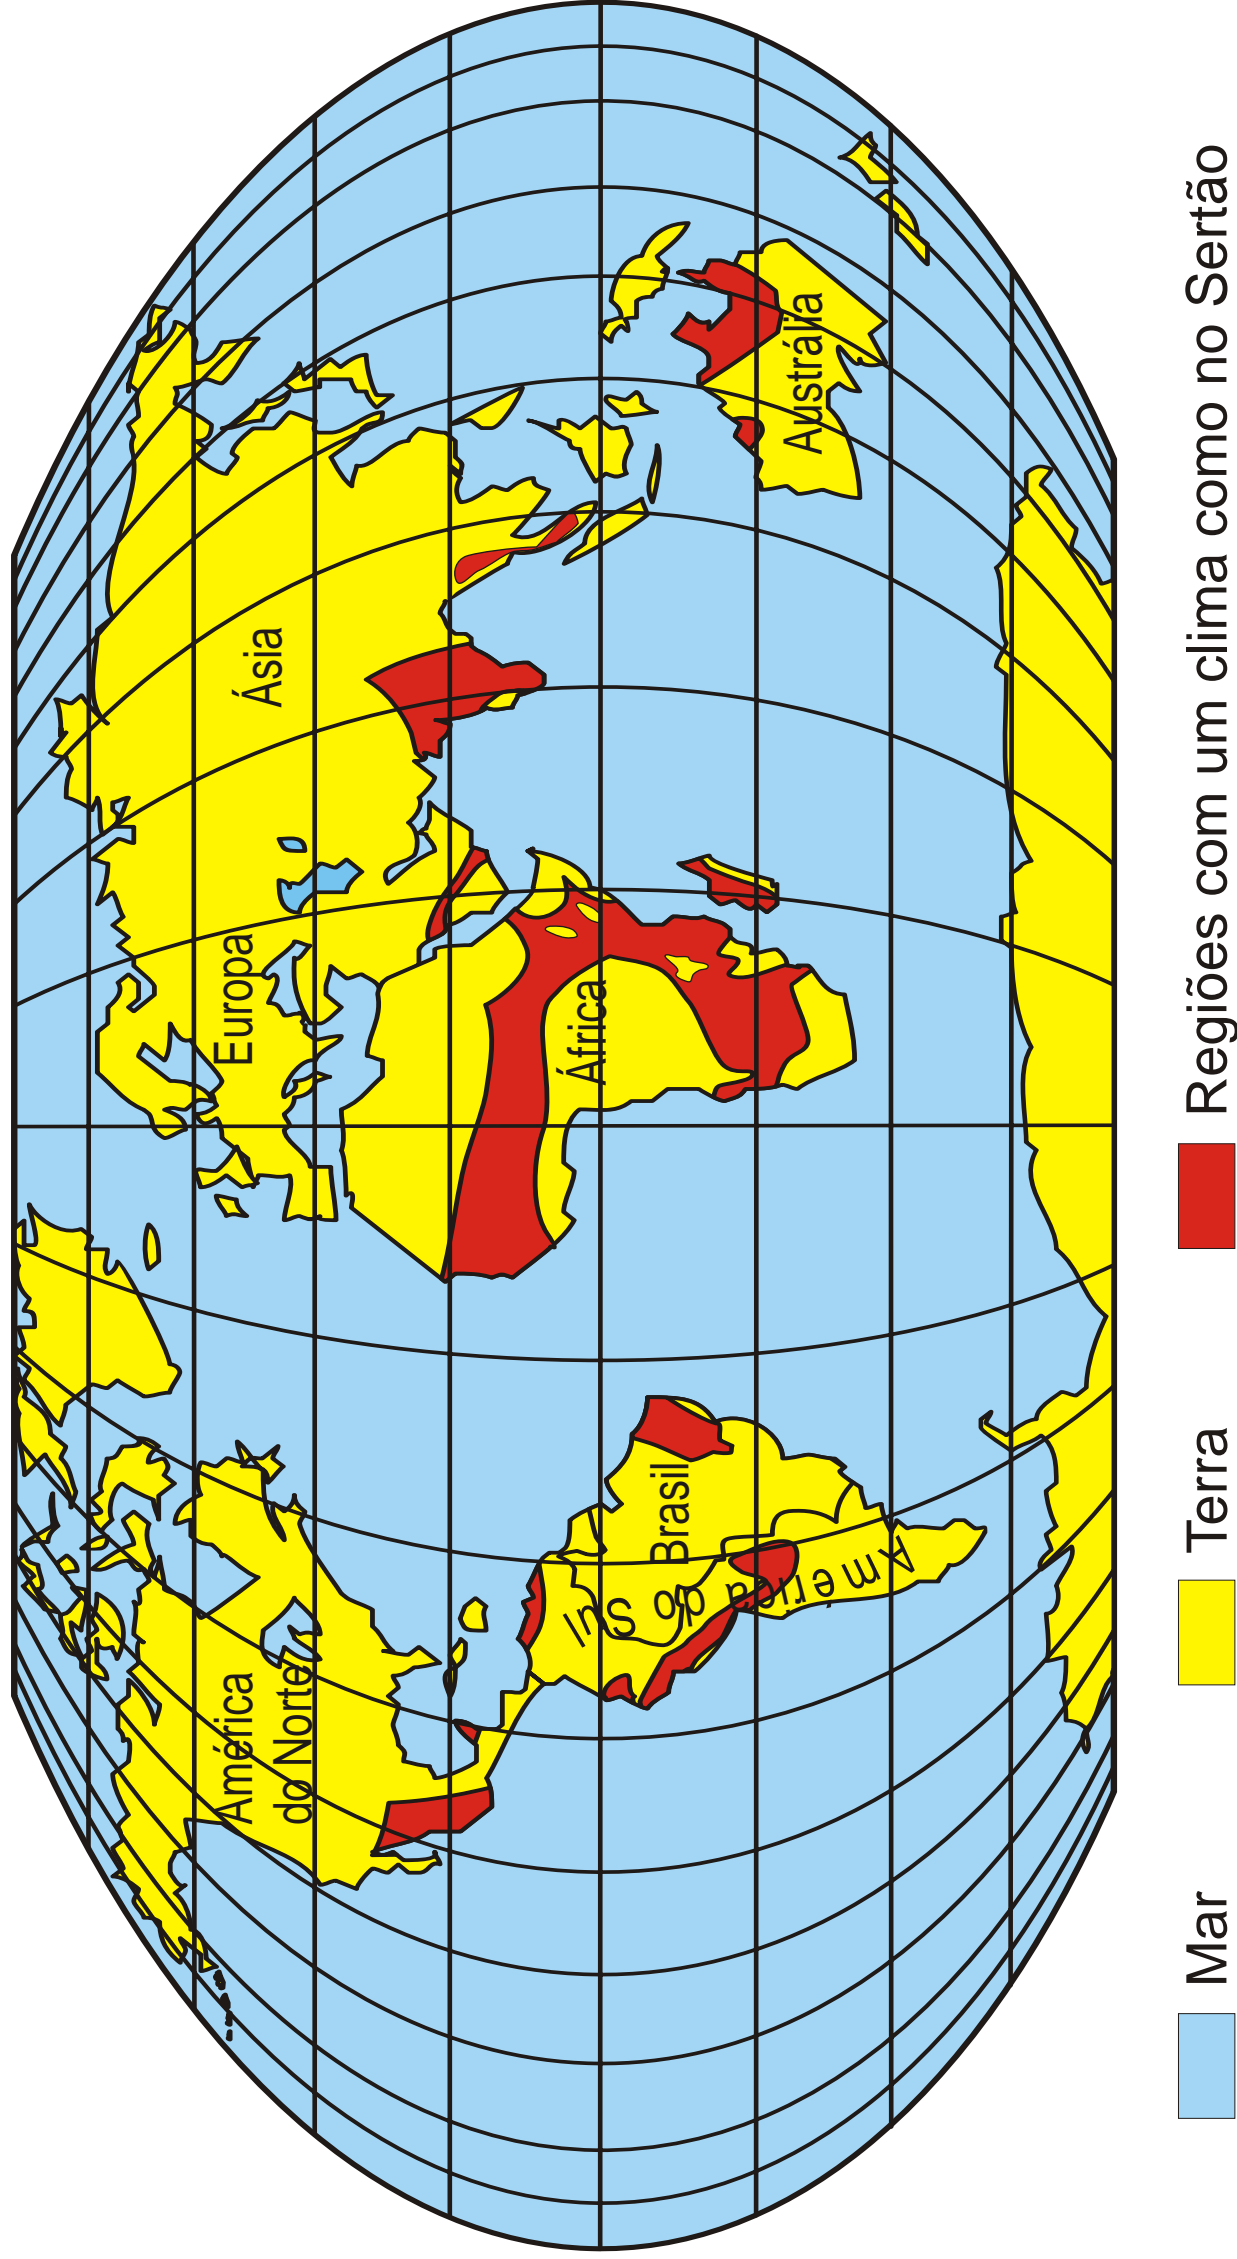 América
do Norte
Europa
Ásia
África
Brasil
América do Sul
Austrália
Mar
Terra
Regiões com um clima como no Sertão